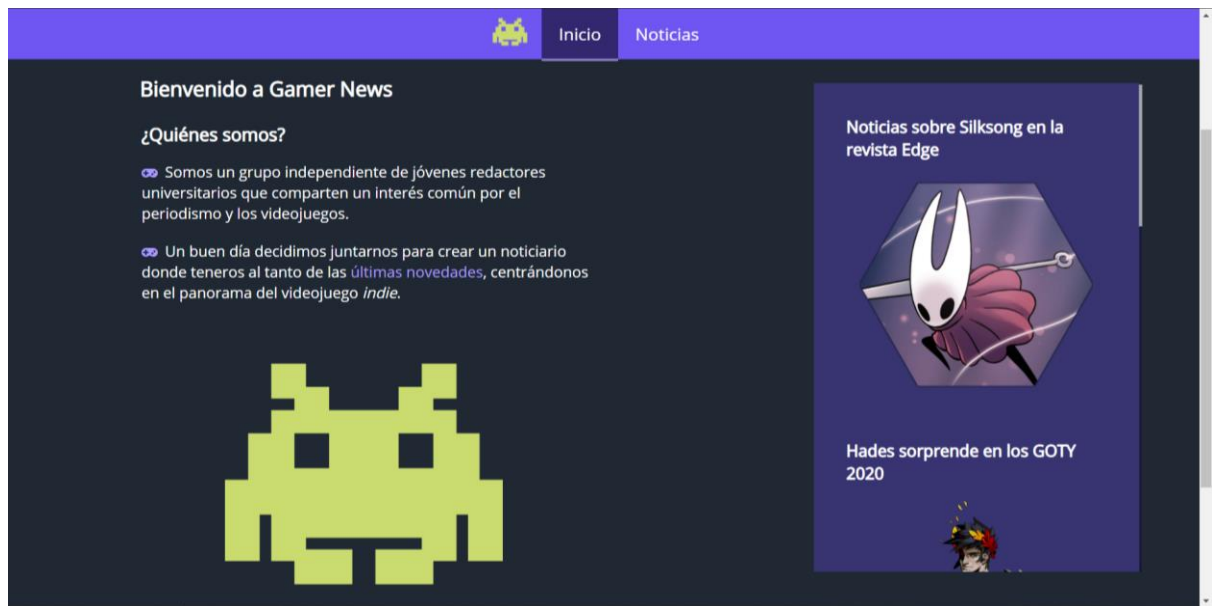 Inicio
Noticias
Bienvenido a Gamer News
¿Quiénes somos?
Somos un grupo independiente de jóvenes redactores
universitarios que comparten un interés común por el
periodismo y los videojuegos.
Un buen día decidimos juntarnos para crear un noticiario
donde teneros al tanto de las últimas novedades, centrándonos
en el panorama del videojuego indie.
Noticias sobre Silksong en la
revista Edge
Hades sorprende en los GOTY
2020